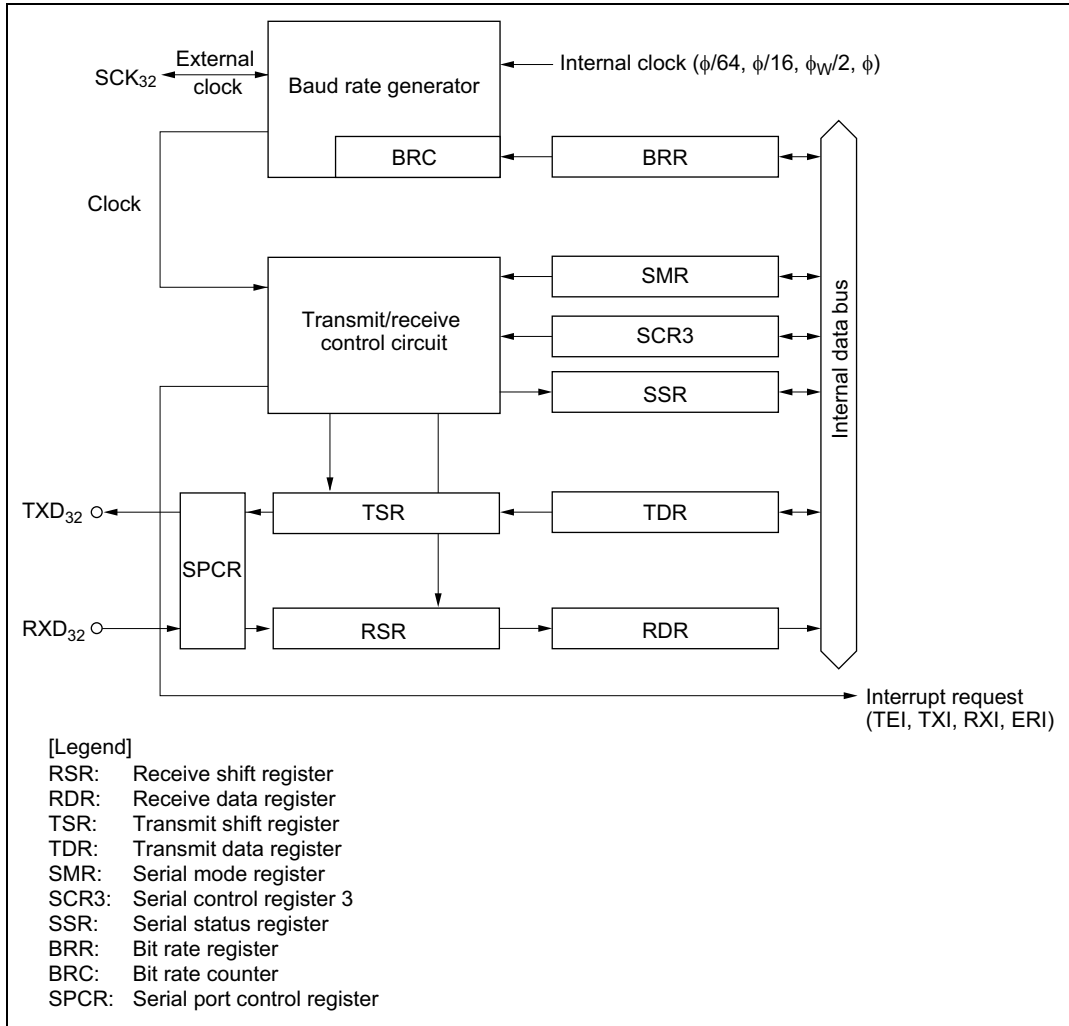 SCK32
External
clock
Baud rate generator
Internal clock (ϕ/64, ϕ/16, ϕW/2, ϕ)
BRC
BRR
Clock
Transmit/receive
control circuit
SMR
SCR3
SSR
Internal data bus
TXD32
SPCR
TSR
TDR
RXD32
RSR
RDR
Interrupt request
(TEI, TXI, RXI, ERI)
[Legend]
RSR: Receive shift register
RDR: Receive data register
TSR: Transmit shift register
TDR: Transmit data register
SMR: Serial mode register
SCR3: Serial control register 3
SSR: Serial status register
BRR: Bit rate register
BRC: Bit rate counter
SPCR: Serial port control register